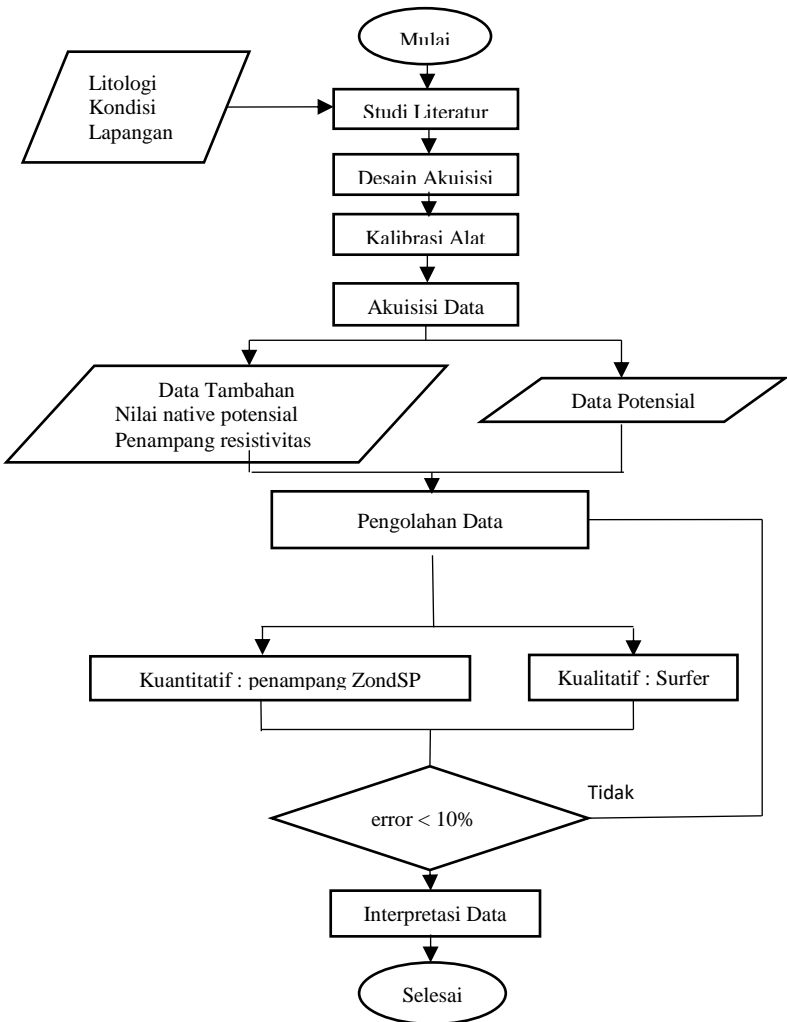 Mulai
Litologi
Kondisi
Lapangan
Studi Literatur
Desain Akuisisi
Kalibrasi Alat
Akuisisi Data
Data Tambahan
Nilai native potensial
Penampang resistivitas
Data Potensial
Pengolahan Data
Kuantitatif : penampang ZondSP
Kualitatif : Surfer
Tidak
error < 10%
Interpretasi Data
Selesai